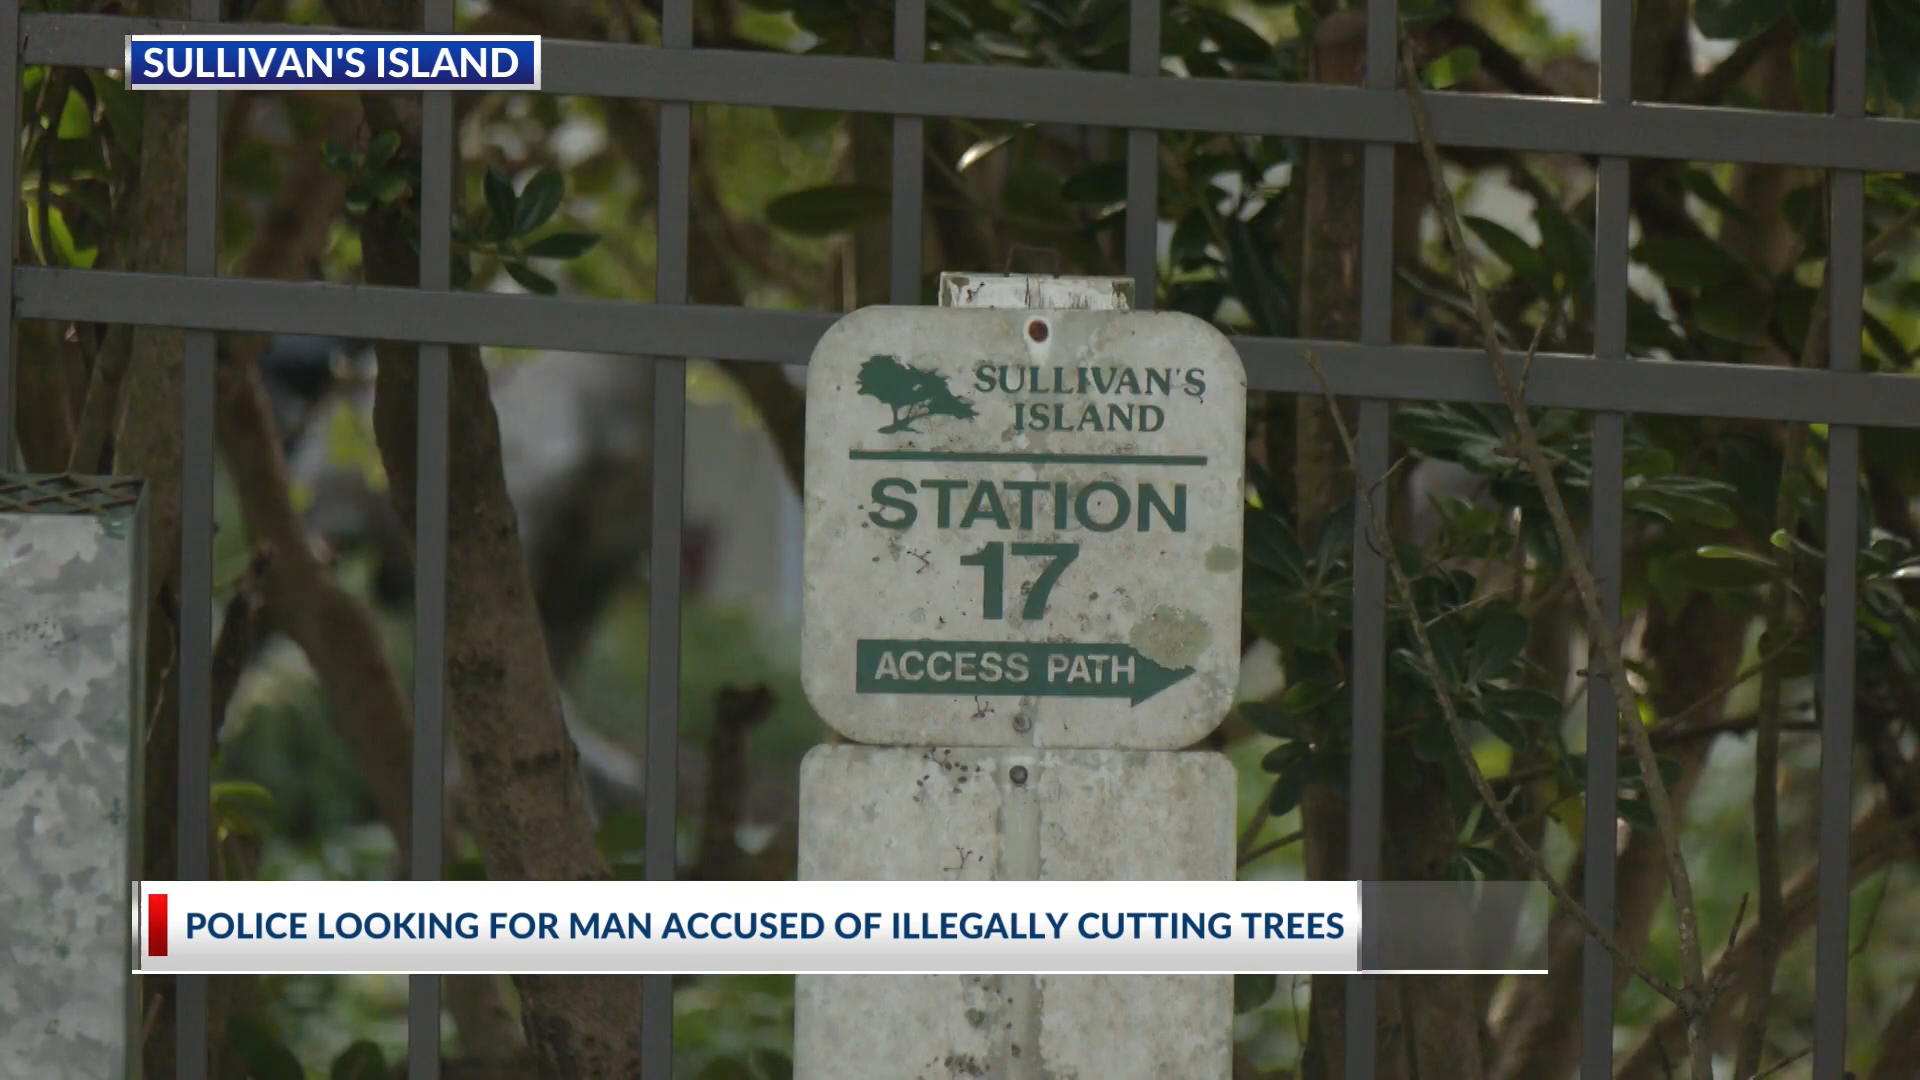 SULLIVAN'S ISLAND
SULLIVAN'S
ISLAND
STATION
17
ACCESS PATH
POLICE LOOKING FOR MAN ACCUSED OF ILLEGALLY CUTTING TREES